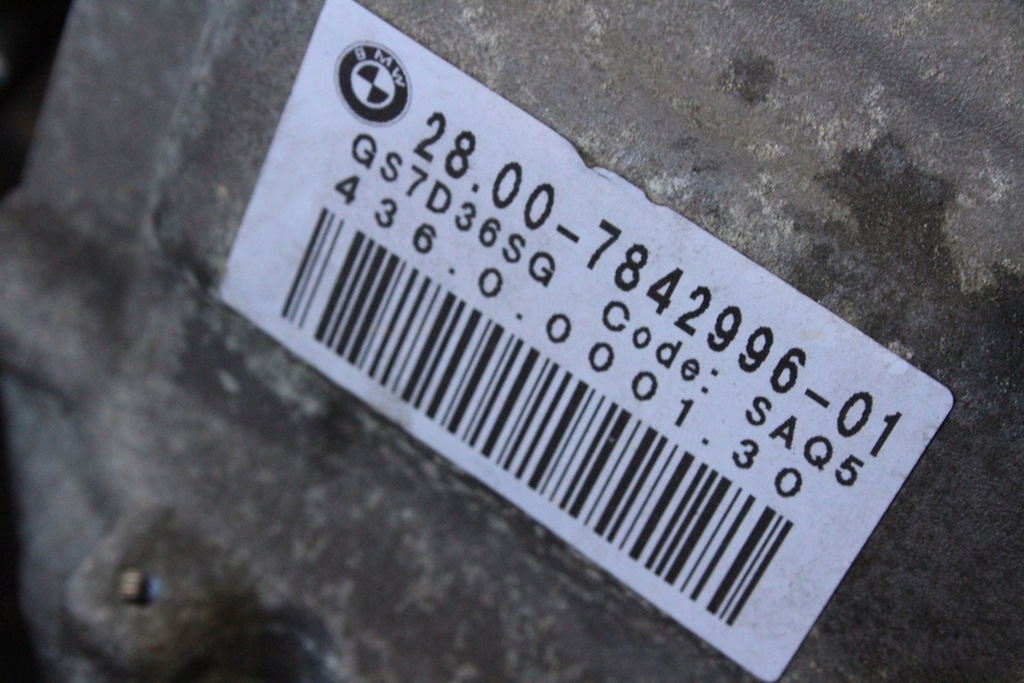 BMW
28.00-7842996-01
GS7D36SG Code: SAQ5
436.0.0001.30